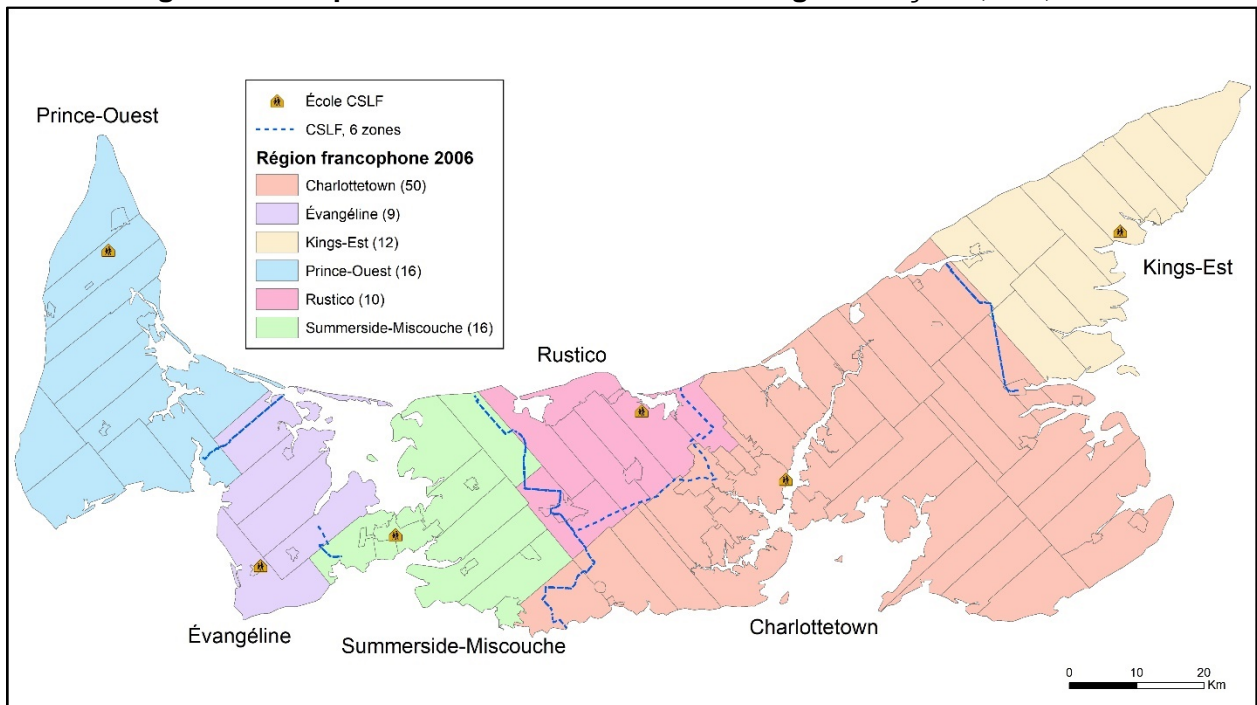 Prince-Ouest
École CSLF
CSLF, 6 zones
Région francophone 2006
Charlottetown (50)
Évangéline (9)
Kings-Est (12)
Prince-Ouest (16)
Rustico (10)
Summerside-Miscouche (16)
Kings-Est
Rustico
Évangéline
Summerside-Miscouche
Charlottetown
0 10 20
Km